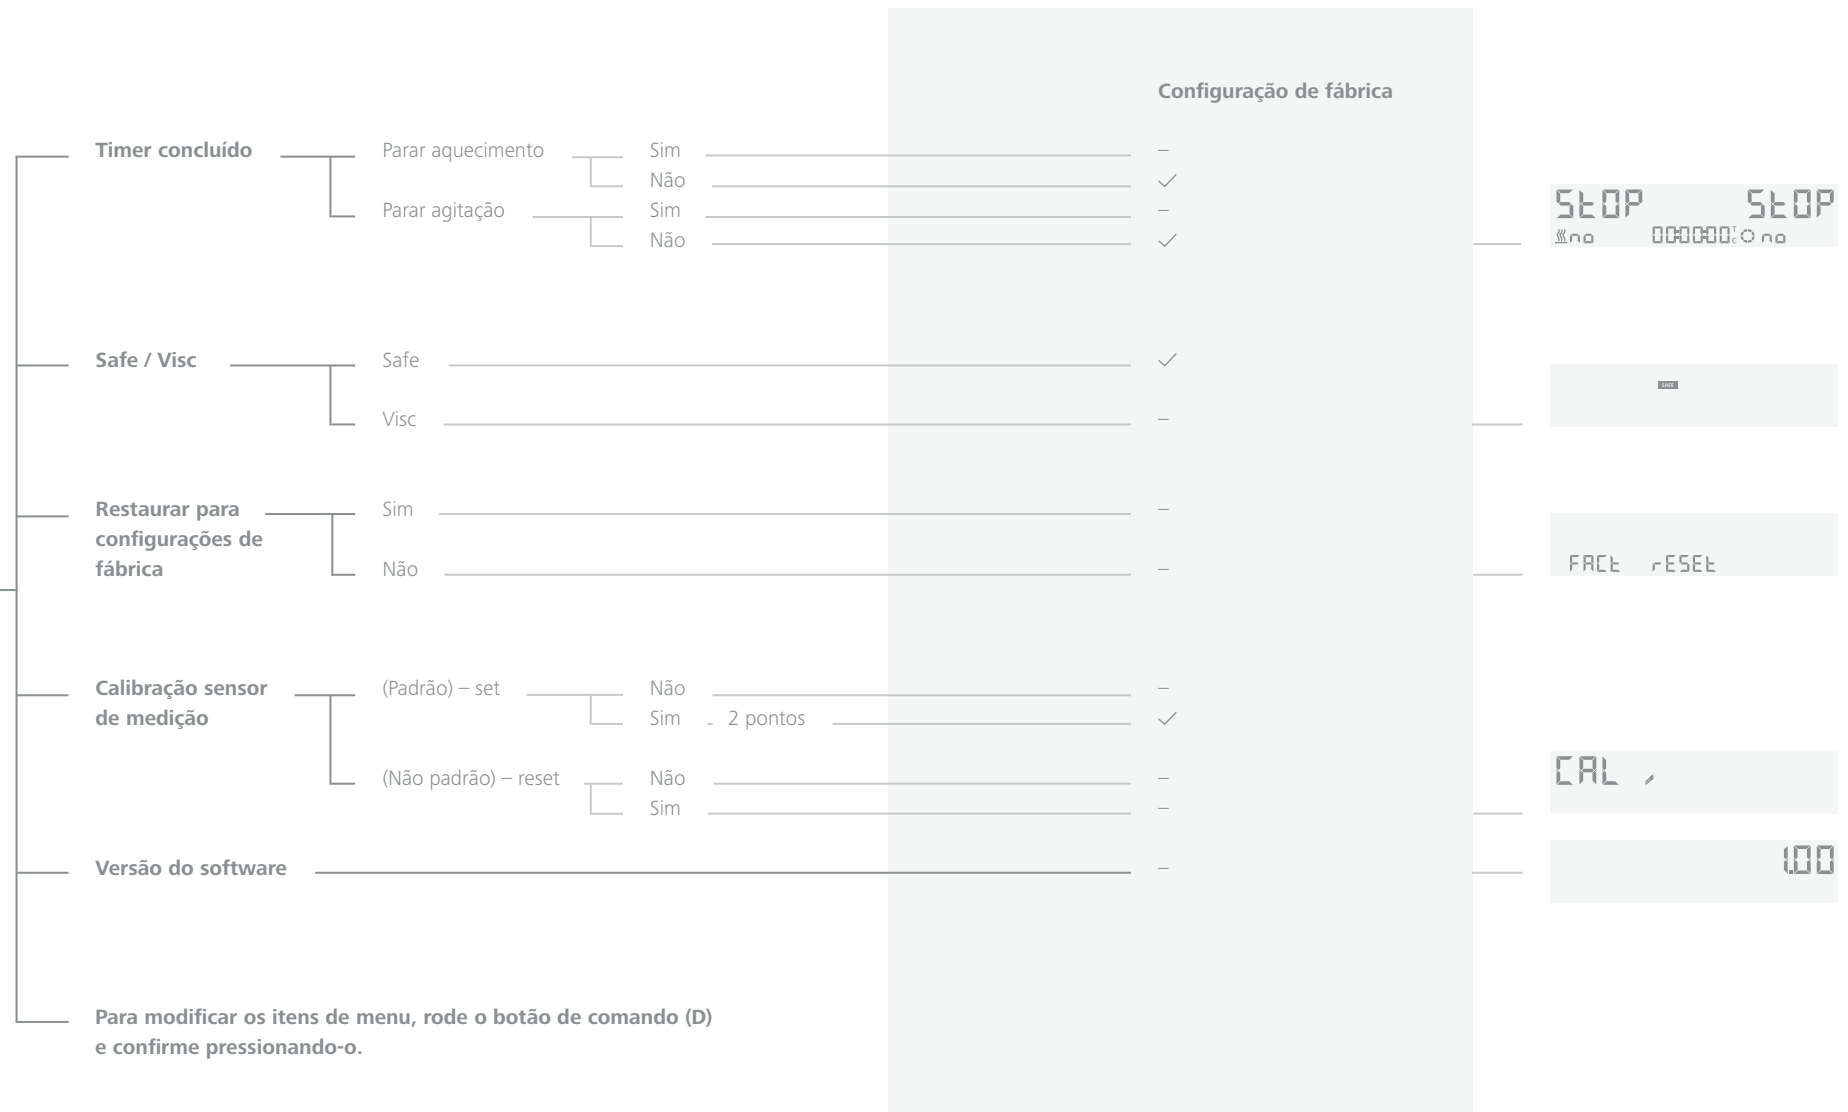 Configuração de fábrica
Timer concluído Parar aquecimento Sim –
Não ✓
Parar agitação Sim –
Não ✓
StOP StOP
no 00:00:00 no
Safe / Visc Safe ✓
SAFE
Visc –
Restaurar para Sim –
configurações de
fábrica Não –
FACt rESEt
Calibração sensor (Padrão) – set Não –
de medição Sim 2 pontos ✓
(Não padrão) – reset Não –
Sim –
CAL
Versão do software –
1.00
Para modificar os itens de menu, rode o botão de comando (D)
e confirme pressionando-o.